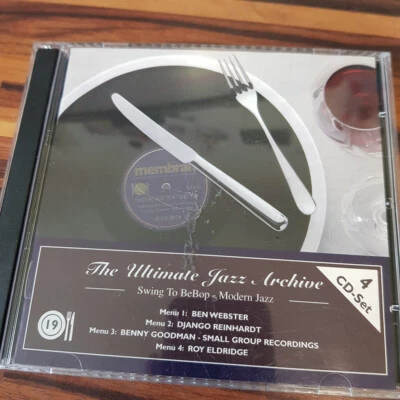 membran
The Ultimate Jazz Archive
Swing To BeBop - Modern Jazz
4
CD-Set
19
Menu 1: BEN WEBSTER
Menu 2: DJANGO REINHARDT
Menu 3: BENNY GOODMAN - SMALL GROUP RECORDINGS
Menu 4: ROY ELDRIDGE